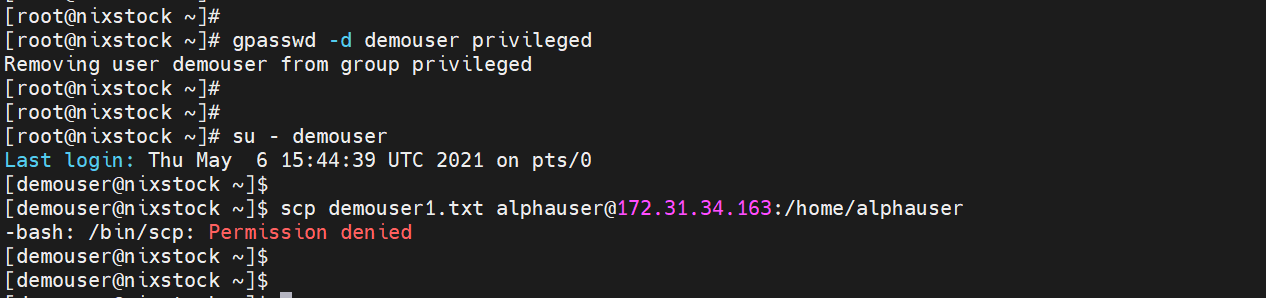 [root@nixstock ~]#
[root@nixstock ~]# gpasswd -d demouser privileged
Removing user demouser from group privileged
[root@nixstock ~]#
[root@nixstock ~]#
[root@nixstock ~]# su - demouser
Last login: Thu May  6 15:44:39 UTC 2021 on pts/0
[demouser@nixstock ~]$
[demouser@nixstock ~]$ scp demouser1.txt alphauser@172.31.34.163:/home/alphauser
-bash: /bin/scp: Permission denied
[demouser@nixstock ~]$
[demouser@nixstock ~]$
[demouser@nixstock ~]$